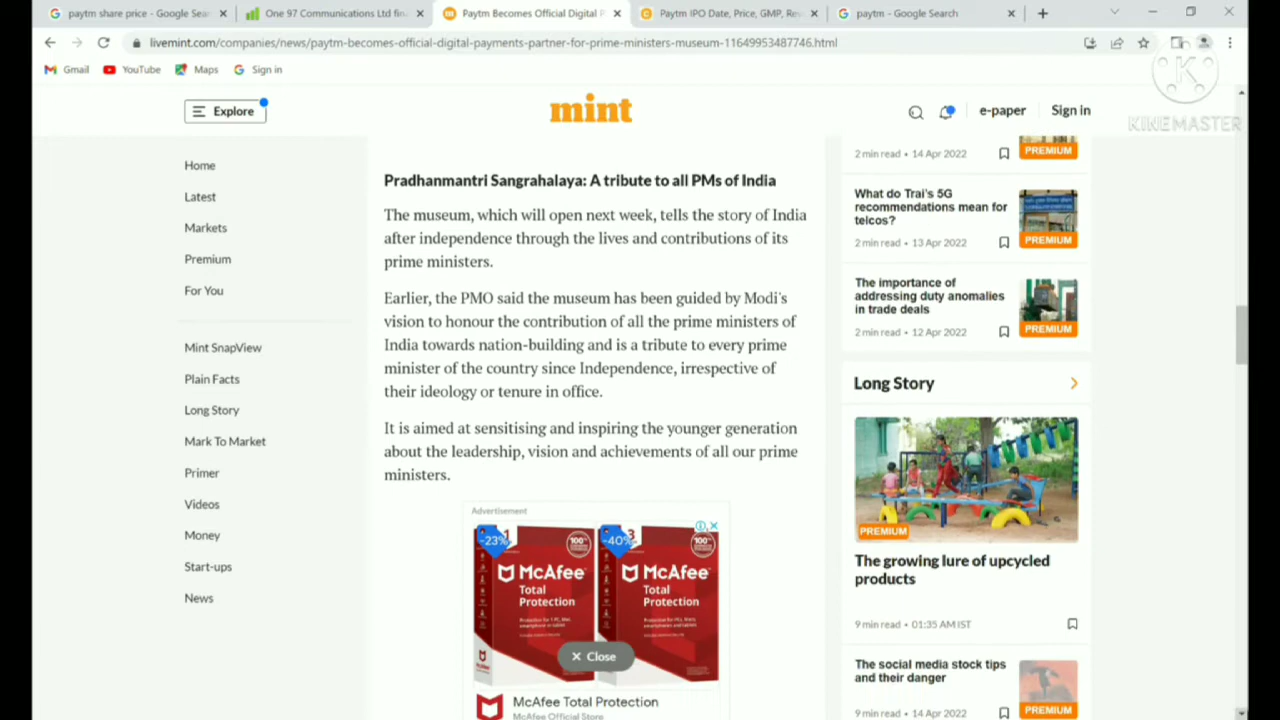 paytm share price - Google Sea
One 97 Communications Ltd fin
Paytm Becomes Official Digital P
Paytm IPO Date, Price, GMP, Rev
paytm - Google Search
livemint.com/companies/news/paytm-becomes-official-digital-payments-partner-for-prime-ministers-museum-11649953487746.html
Gmail
YouTube
Maps
Sign in
KINEMASTER
Explore
mint
e-paper
Sign in
Home
Latest
Markets
Premium
For You
Mint SnapView
Plain Facts
Long Story
Mark To Market
Primer
Videos
Money
Start-ups
News
Pradhanmantri Sangrahalaya: A tribute to all PMs of India
The museum, which will open next week, tells the story of India
after independence through the lives and contributions of its
prime ministers.
Earlier, the PMO said the museum has been guided by Modi's
vision to honour the contribution of all the prime ministers of
India towards nation-building and is a tribute to every prime
minister of the country since Independence, irrespective of
their ideology or tenure in office.
It is aimed at sensitising and inspiring the younger generation
about the leadership, vision and achievements of all our prime
ministers.
Advertisement
-23%
-40%
100%
100%
McAfee
Total
Protection
McAfee
Total
Protection
Close
McAfee Total Protection
McAfee Official Store
2 min read • 14 Apr 2022
PREMIUM
What do Trai's 5G
recommendations mean for
telcos?
2 min read • 13 Apr 2022
PREMIUM
The importance of
addressing duty anomalies
in trade deals
2 min read • 12 Apr 2022
PREMIUM
Long Story
PREMIUM
The growing lure of upcycled
products
9 min read • 01:35 AM IST
The social media stock tips
and their danger
9 min read • 14 Apr 2022
PREMIUM